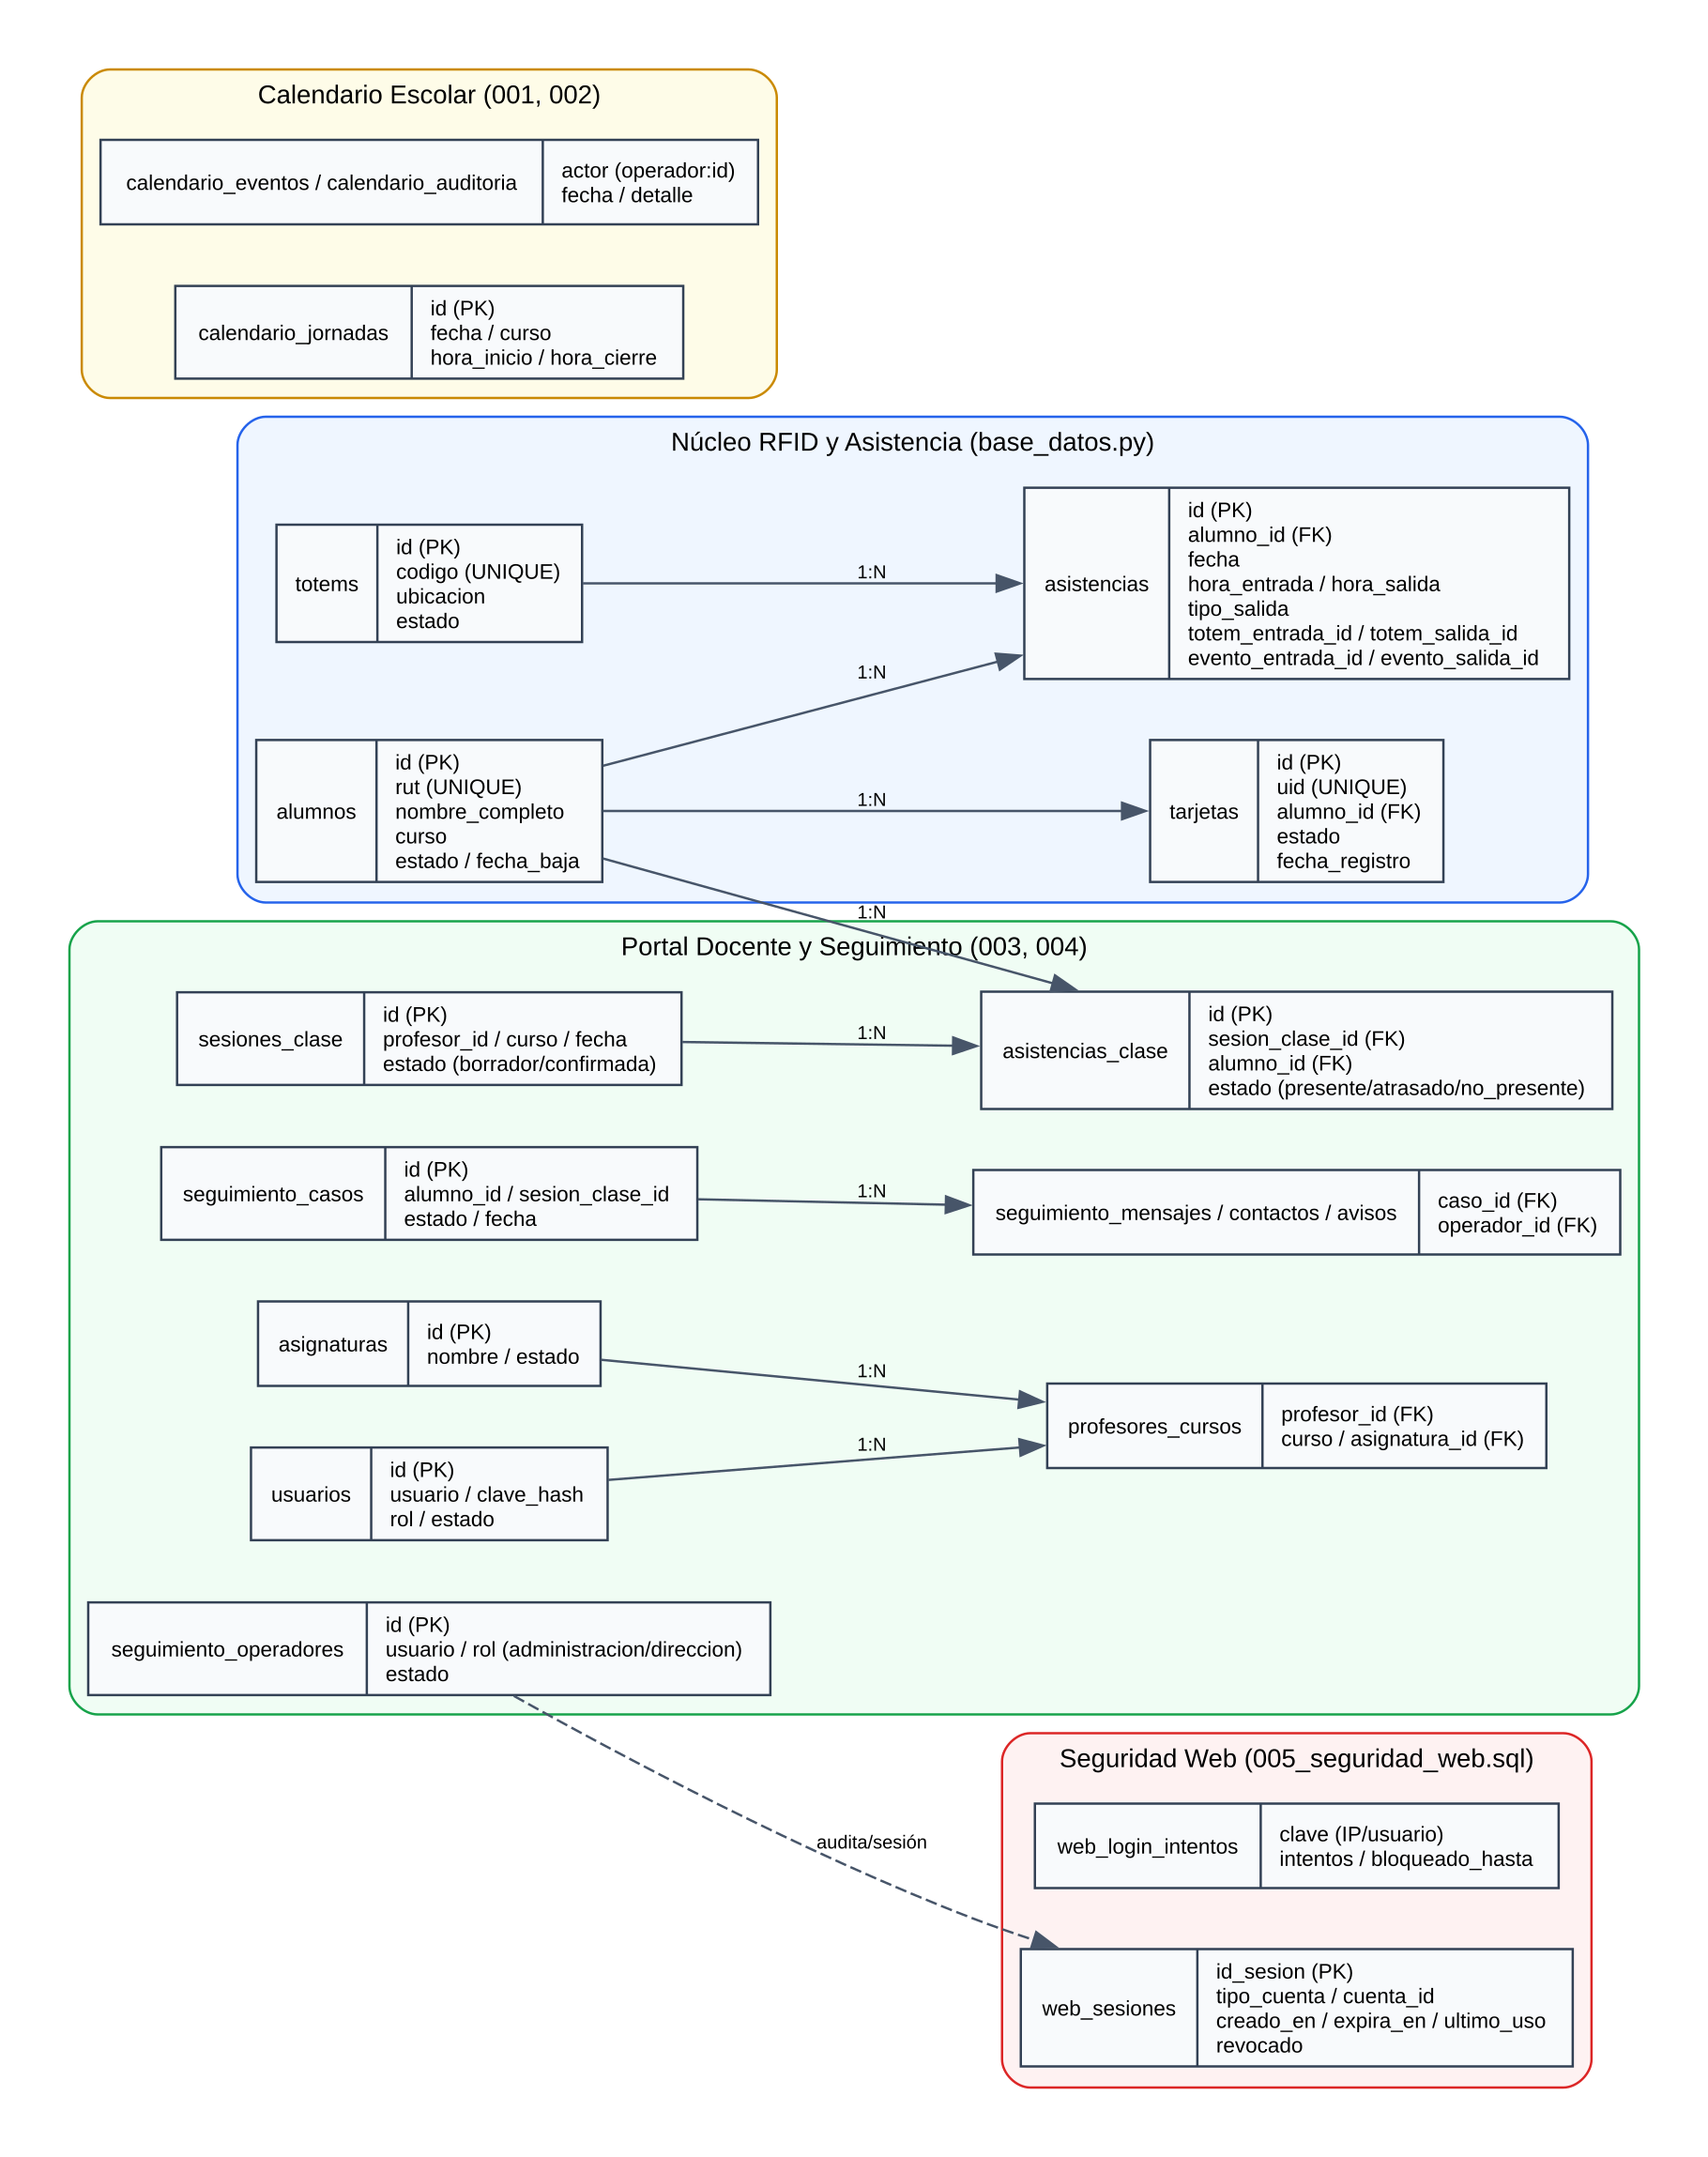 Calendario Escolar (001, 002)
calendario_eventos / calendario_auditoria
actor (operador:id)
fecha / detalle
calendario_jornadas
id (PK)
fecha / curso
hora_inicio / hora_cierre
Núcleo RFID y Asistencia (base_datos.py)
totems
id (PK)
codigo (UNIQUE)
ubicacion
estado
1:N
asistencias
id (PK)
alumno_id (FK)
fecha
hora_entrada / hora_salida
tipo_salida
totem_entrada_id / totem_salida_id
evento_entrada_id / evento_salida_id
1:N
alumnos
id (PK)
rut (UNIQUE)
nombre_completo
curso
estado / fecha_baja
1:N
tarjetas
id (PK)
uid (UNIQUE)
alumno_id (FK)
estado
fecha_registro
1:N
Portal Docente y Seguimiento (003, 004)
sesiones_clase
id (PK)
profesor_id / curso / fecha
estado (borrador/confirmada)
1:N
asistencias_clase
id (PK)
sesion_clase_id (FK)
alumno_id (FK)
estado (presente/atrasado/no_presente)
seguimiento_casos
id (PK)
alumno_id / sesion_clase_id
estado / fecha
1:N
seguimiento_mensajes / contactos / avisos
caso_id (FK)
operador_id (FK)
asignaturas
id (PK)
nombre / estado
1:N
profesores_cursos
profesor_id (FK)
curso / asignatura_id (FK)
1:N
usuarios
id (PK)
usuario / clave_hash
rol / estado
seguimiento_operadores
id (PK)
usuario / rol (administracion/direccion)
estado
audita/sesión
Seguridad Web (005_seguridad_web.sql)
web_login_intentos
clave (IP/usuario)
intentos / bloqueado_hasta
web_sesiones
id_sesion (PK)
tipo_cuenta / cuenta_id
creado_en / expira_en / ultimo_uso
revocado